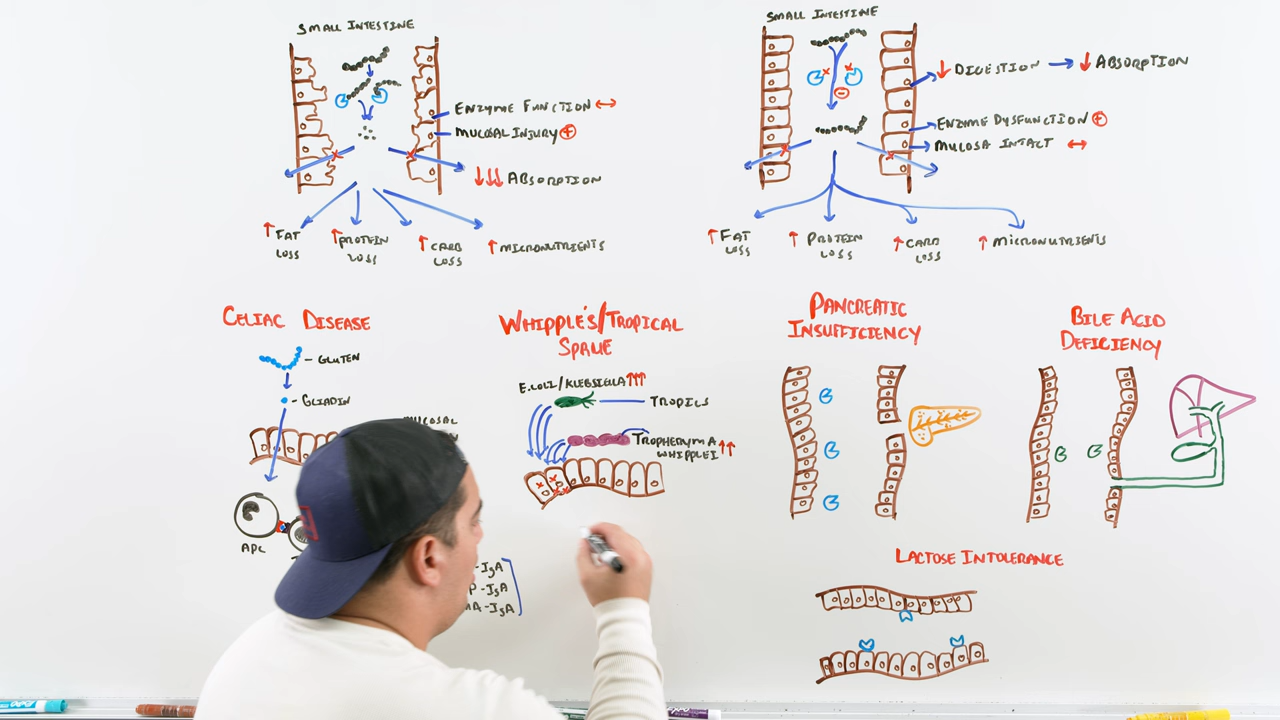 SMALL INTESTINE
ENZYME FUNCTION ↔
MUCOSAL INJURY +
↓↓↓ ABSORPTION
↑ FAT
LOSS
↑ PROTEIN
LOSS
↑ CARB
LOSS
↑ MICRONUTRIENTS
SMALL INTESTINE
↓ DIGESTION → ↓ ABSORPTION
ENZYME DYSFUNCTION +
MUCOSA INTACT ↔
↑ FAT
LOSS
↑ PROTEIN
LOSS
↑ CARB
LOSS
↑ MICRONUTRIENTS
CELIAC DISEASE
- GLUTEN
- GLIADIN
MUCOSAL
APC
-IgA
-IgA
-IgA
WHIPPLE'S/TROPICAL
SPRUE
E.COLI/KLEBSIELLA ↑↑↑
TROPICS
TROPHERYMA
WHIPPLEI ↑↑
PANCREATIC
INSUFFICIENCY
BILE ACID
DEFICIENCY
LACTOSE INTOLERANCE